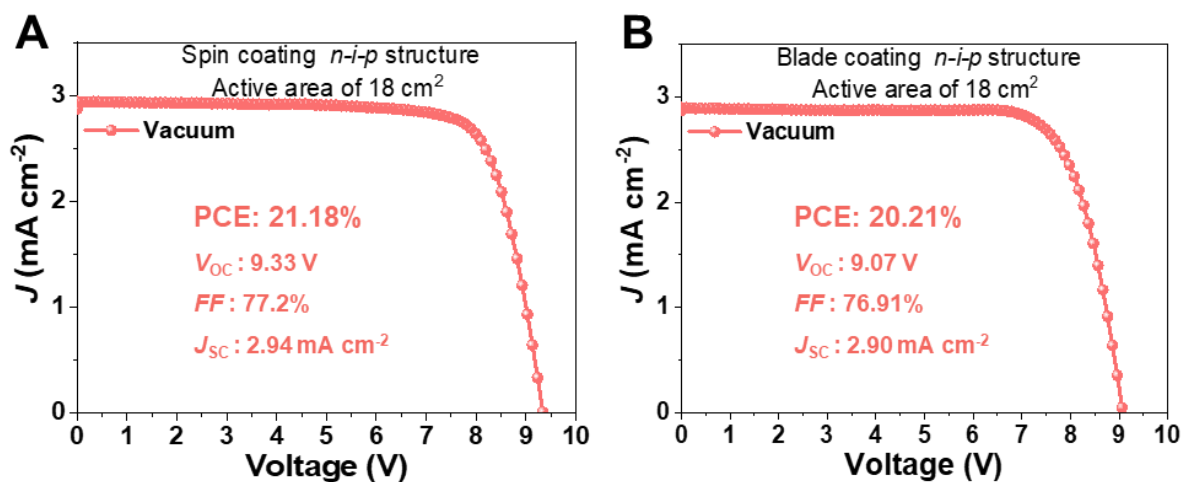 A
Spin coating n-i-p structure
Active area of 18 cm²
Vacuum
PCE: 21.18%
VOC : 9.33 V
FF : 77.2%
JSC : 2.94 mA cm⁻²
J (mA cm⁻²)
3
2
1
0
0 1 2 3 4 5 6 7 8 9 10
Voltage (V)
B
Blade coating n-i-p structure
Active area of 18 cm²
Vacuum
PCE: 20.21%
VOC : 9.07 V
FF : 76.91%
JSC : 2.90 mA cm⁻²
J (mA cm⁻²)
3
2
1
0
0 1 2 3 4 5 6 7 8 9 10
Voltage (V)